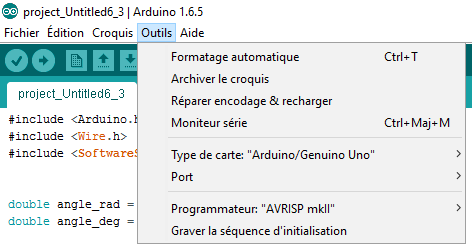 project_Untitled6_3 | Arduino 1.6.5
Fichier Édition Croquis Outils Aide
project_Untitled6_3
Formatage automatique Ctrl+T
Archiver le croquis
Réparer encodage & recharger
Moniteur série Ctrl+Maj+M
Type de carte: "Arduino/Genuino Uno"
Port
Programmateur: "AVRISP mkII"
Graver la séquence d'initialisation
#include <Arduino.h
#include <Wire.h>
#include <SoftwareS
double angle_rad =
double angle_deg =